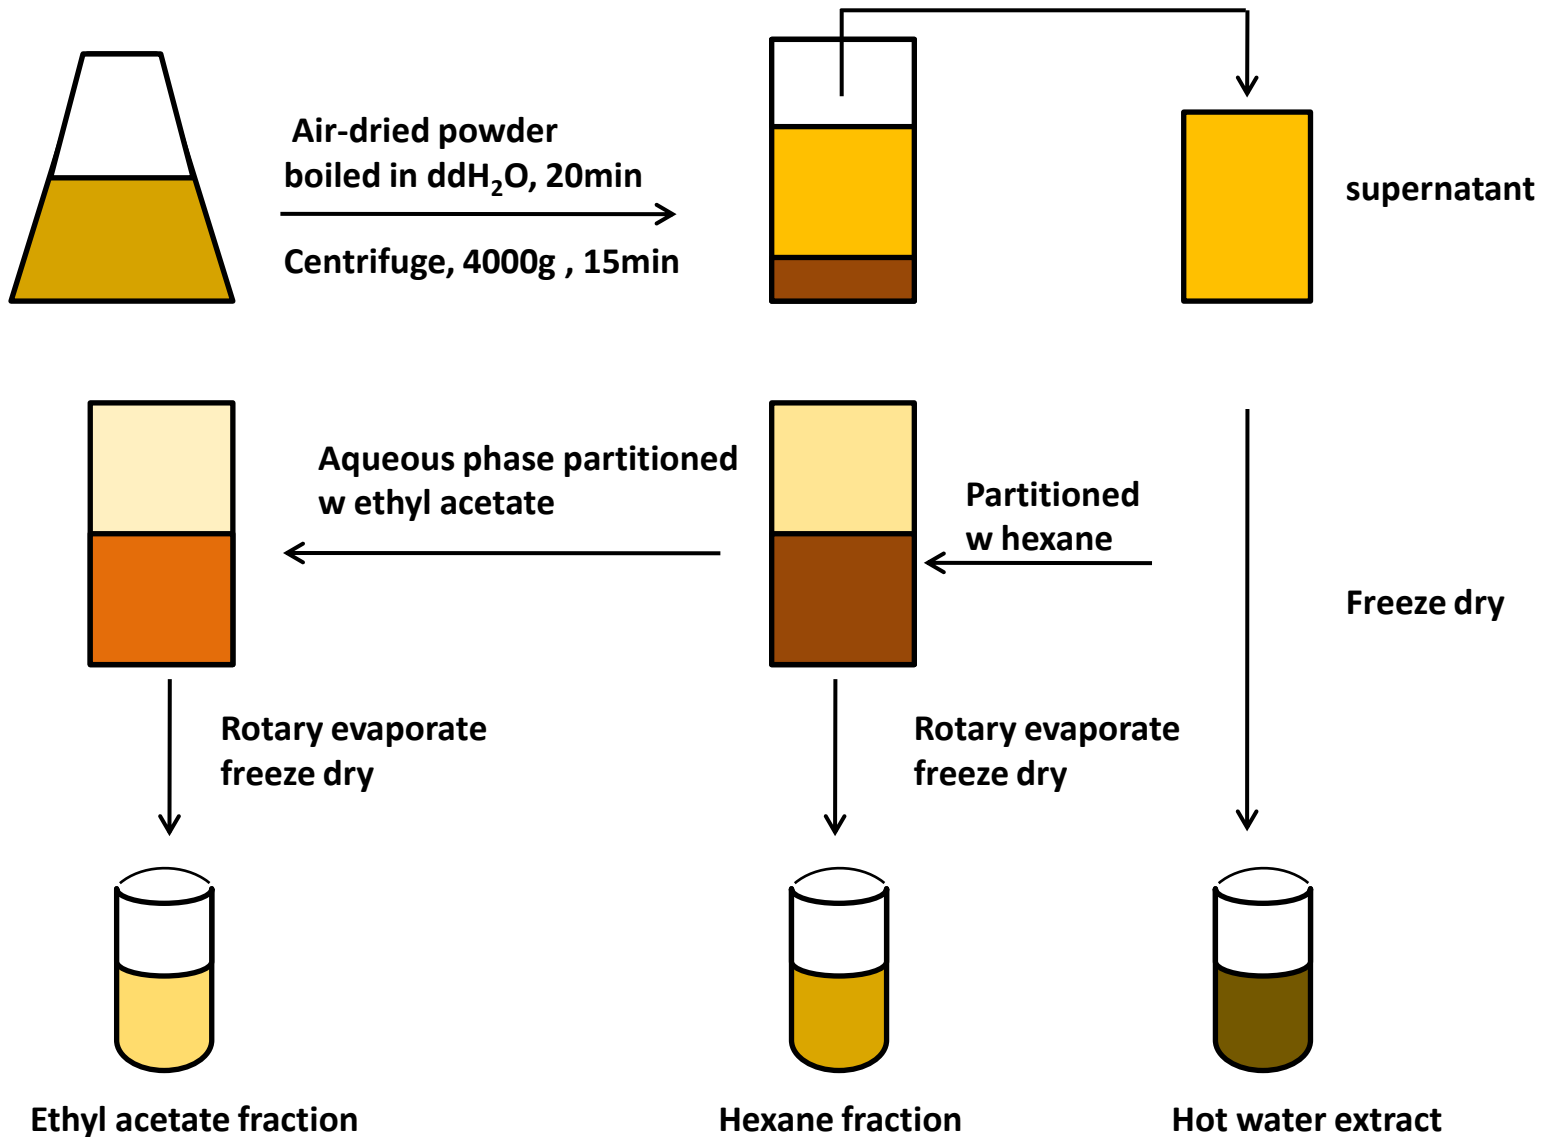 Air-dried powder
boiled in ddH₂O, 20min
Centrifuge, 4000g , 15min
supernatant
Aqueous phase partitioned
w ethyl acetate
Partitioned
w hexane
Freeze dry
Rotary evaporate
freeze dry
Rotary evaporate
freeze dry
Ethyl acetate fraction
Hexane fraction
Hot water extract